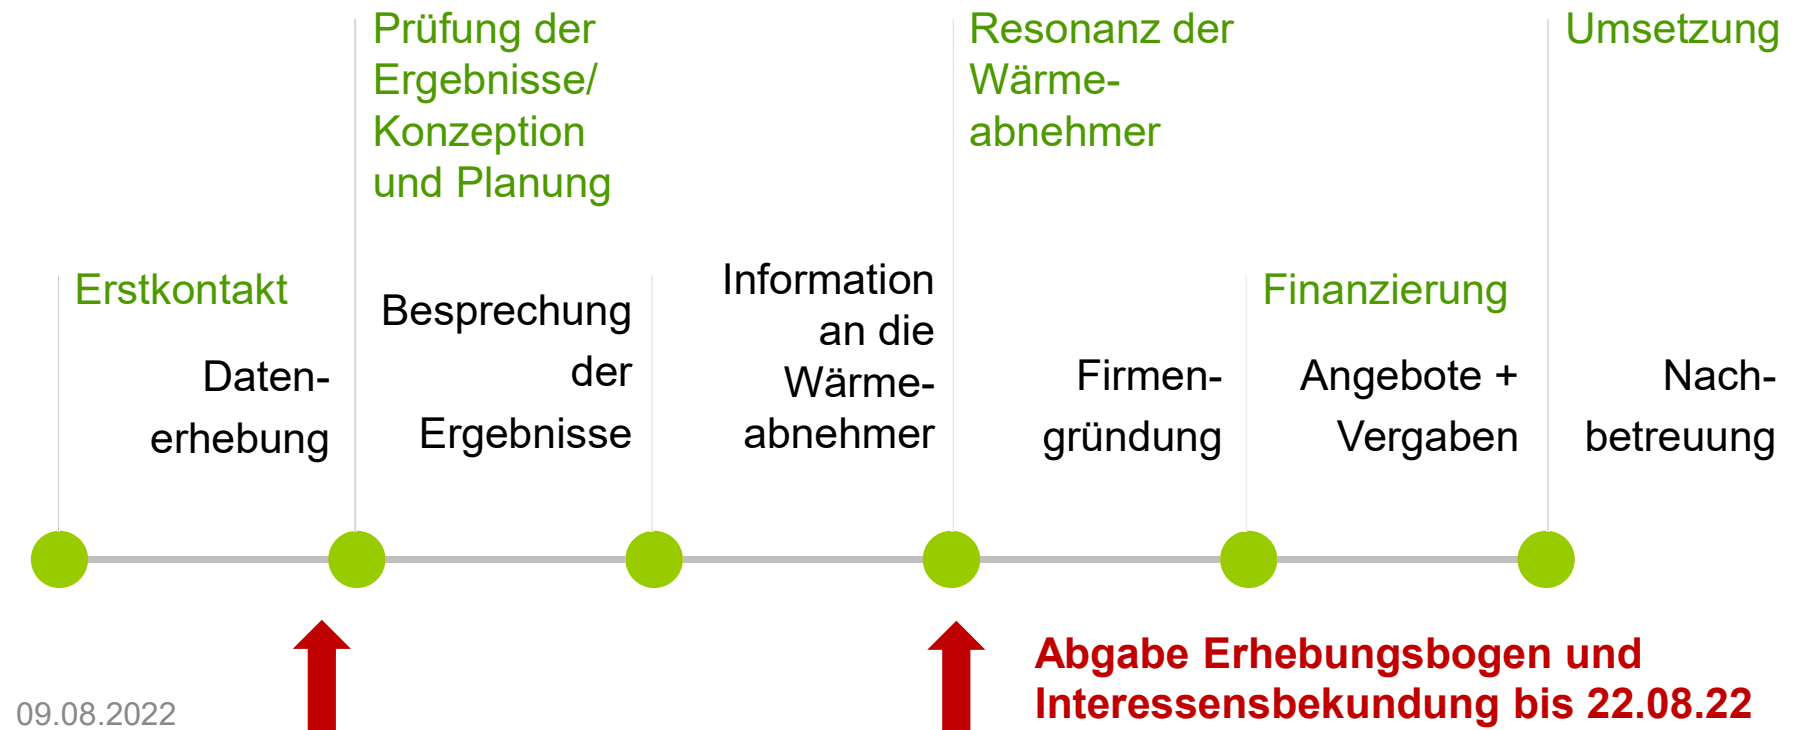 Prüfung der
Ergebnisse/
Konzeption
und Planung
Resonanz der
Wärme-
abnehmer
Umsetzung
Erstkontakt
Daten-
erhebung
Besprechung
der
Ergebnisse
Information
an die
Wärme-
abnehmer
Firmen-
gründung
Finanzierung
Angebote +
Vergaben
Nach-
betreuung
Abgabe Erhebungsbogen und
Interessensbekundung bis 22.08.22
09.08.2022